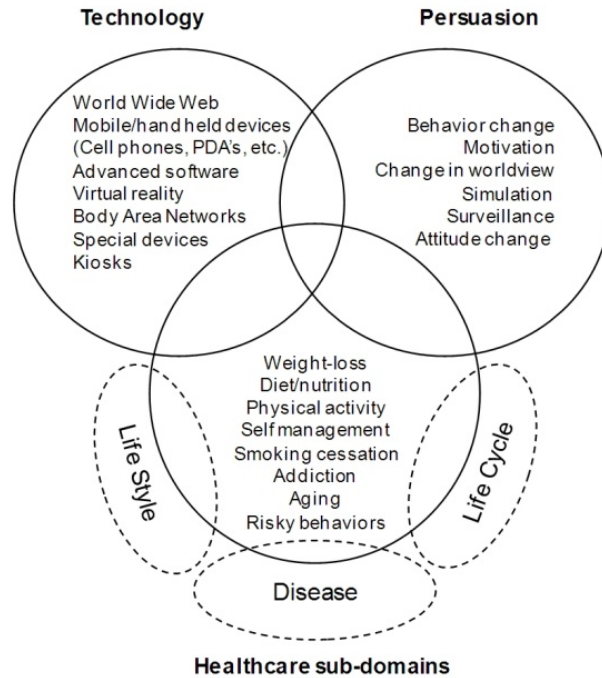 Technology
Persuasion
World Wide Web
Mobile/hand held devices
(Cell phones, PDA's, etc.)
Advanced software
Virtual reality
Body Area Networks
Special devices
Kiosks
Behavior change
Motivation
Change in worldview
Simulation
Surveillance
Attitude change
Weight-loss
Diet/nutrition
Physical activity
Self management
Smoking cessation
Addiction
Aging
Risky behaviors
Life Style
Life Cycle
Disease
Healthcare sub-domains